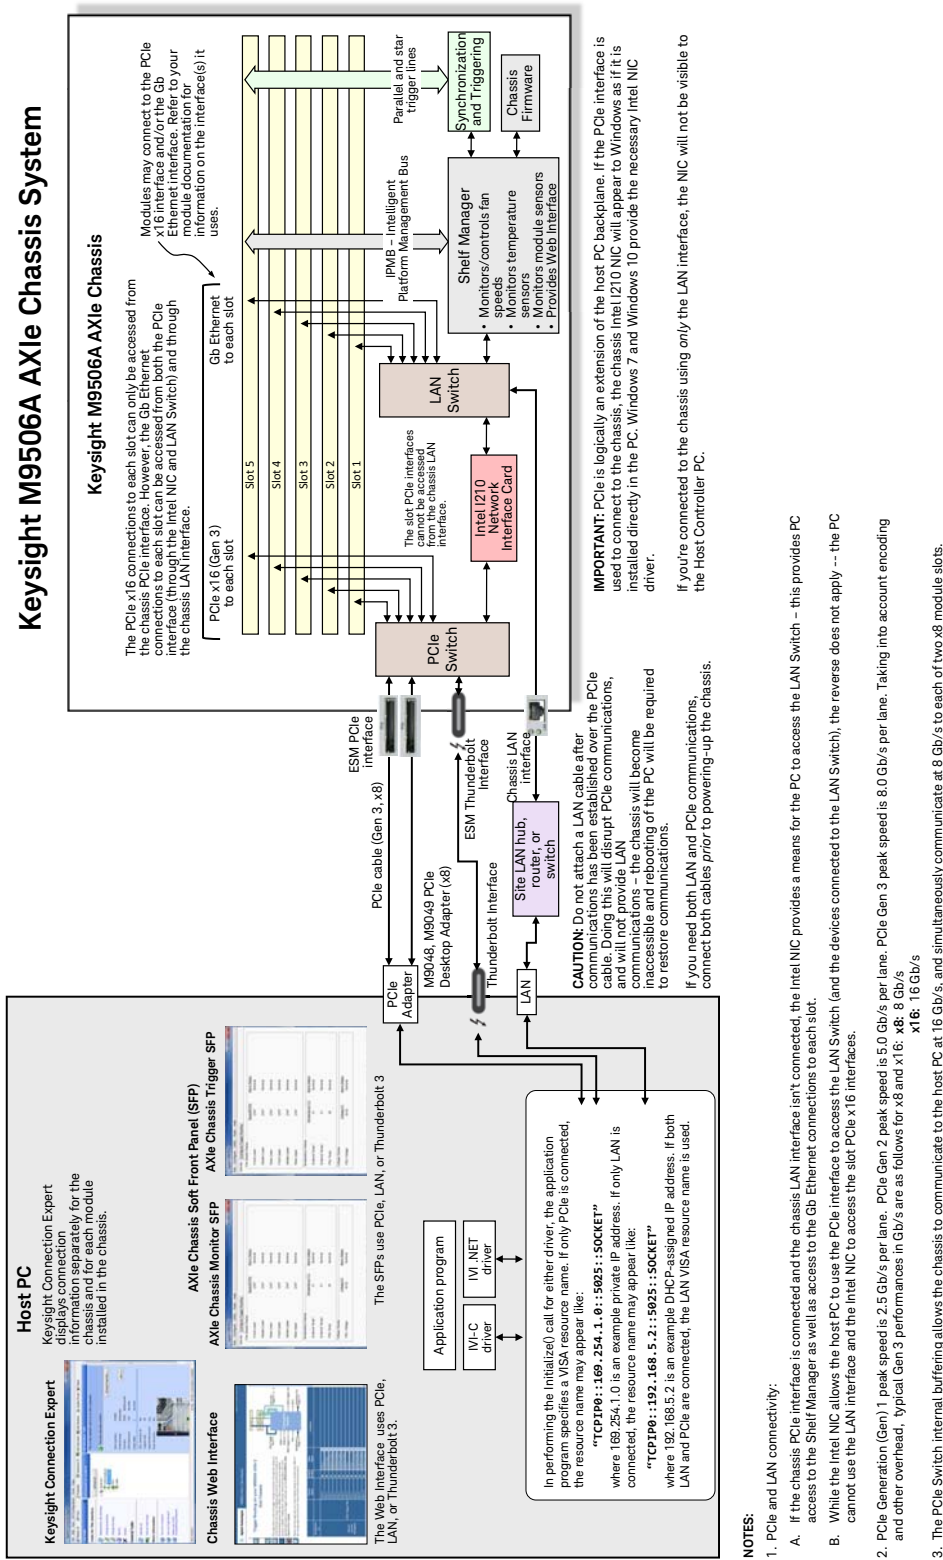 Keysight M9506A AXIe Chassis System
Host PC
Keysight Connection Expert
Keysight Connection Expert
displays connection
information separately for the
chassis and for each module
installed in the chassis.
Chassis Web Interface
The Web Interface uses PCIe,
LAN, or Thunderbolt 3.
AXIe Chassis Soft Front Panel (SFP)
AXIe Chassis Monitor SFP
AXIe Chassis Trigger SFP
The SFPs use PCIe, LAN, or Thunderbolt 3
Application program
IVI-C
driver
IVI .NET
driver
In performing the Initialize() call for either driver, the application
program specifies a VISA resource name. If only PCIe is connected,
the resource name may appear like:
“TCPIP0::169.254.1.0::5025::SOCKET”
where 169.254.1.0 is an example private IP address. If only LAN is
connected, the resource name may appear like:
“TCPIP0::192.168.5.2::5025::SOCKET”
where 192.168.5.2 is an example DHCP-assigned IP address. If both
LAN and PCIe are connected, the LAN VISA resource name is used.
PCIe
Adapter
LAN
PCIe cable (Gen 3, x8)
M9048, M9049 PCIe
Desktop Adapter (x8)
Thunderbolt Interface
ESM PCIe
interface
ESM Thunderbolt
Interface
Chassis LAN
interface
Site LAN hub,
router, or
switch
CAUTION: Do not attach a LAN cable after
communications has been established over the PCIe
cable. Doing this will disrupt PCIe communications,
and will not provide LAN
communications – the chassis will become
inaccessible and rebooting of the PC will be required
to restore communications.
If you need both LAN and PCIe communications,
connect both cables prior to powering-up the chassis.
Keysight M9506A AXIe Chassis
The PCIe x16 connections to each slot can only be accessed from
the chassis PCIe interface. However, the Gb Ethernet
connections to each slot can be accessed from both the PCIe
interface (through the Intel NIC and LAN Switch) and through
the chassis LAN interface.
Modules may connect to the PCIe
x16 interface and/or the Gb
Ethernet interface. Refer to your
module documentation for
information on the interface(s) it
uses.
PCIe x16 (Gen 3)
to each slot
Gb Ethernet
to each slot
Slot 5
Slot 4
Slot 3
Slot 2
Slot 1
PCIe
Switch
The slot PCIe interfaces
cannot be accessed
from the chassis LAN
interface.
Intel I210
Network
Interface Card
LAN
Switch
IPMB – Intelligent
Platform Management Bus
Parallel and star
trigger lines
Shelf Manager
• Monitors/controls fan
speeds
• Monitors temperature
sensors
• Monitors module sensors
• Provides Web Interface
Synchronization
and Triggering
Chassis
Firmware
IMPORTANT: PCIe is logically an extension of the host PC backplane. If the PCIe interface is
used to connect to the chassis, the chassis Intel I210 NIC will appear to Windows as if it is
installed directly in the PC. Windows 7 and Windows 10 provide the necessary Intel NIC
driver.
If you're connected to the chassis using only the LAN interface, the NIC will not be visible to
the Host Controller PC.
NOTES:
1. PCIe and LAN connectivity:
A. If the chassis PCIe interface is connected and the chassis LAN interface isn't connected, the Intel NIC provides a means for the PC to access the LAN Switch – this provides PC
access to the Shelf Manager as well as access to the Gb Ethernet connections to each slot.
B. While the Intel NIC allows the host PC to use the PCIe interface to access the LAN Switch (and the devices connected to the LAN Switch), the reverse does not apply -- the PC
cannot use the LAN interface and the Intel NIC to access the slot PCIe x16 interfaces.
2. PCIe Generation (Gen) 1 peak speed is 2.5 Gb/s per lane. PCIe Gen 2 peak speed is 5.0 Gb/s per lane. PCIe Gen 3 peak speed is 8.0 Gb/s per lane. Taking into account encoding
and other overhead, typical Gen 3 performances in Gb/s are as follows for x8 and x16: x8: 8 Gb/s
x16: 16 Gb/s
3. The PCIe Switch internal buffering allows the chassis to communicate to the host PC at 16 Gb/s, and simultaneously communicate at 8 Gb/s to each of two x8 module slots.